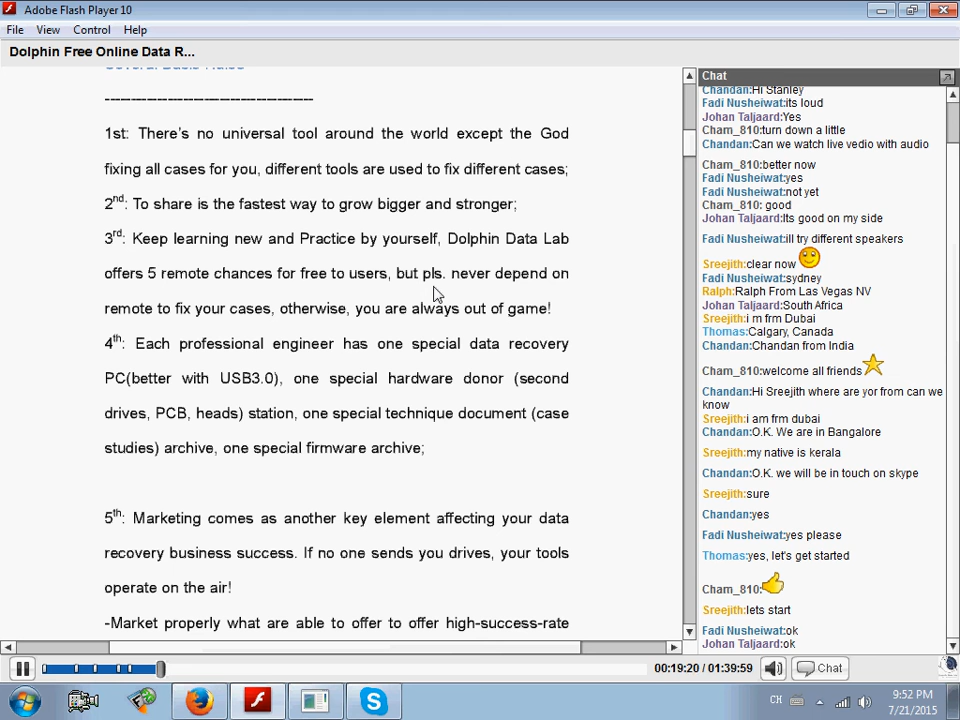 Adobe Flash Player 10
File View Control Help
Dolphin Free Online Data R...
Several Basis Rules
----------------------------------------
1st: There's no universal tool around the world except the God
fixing all cases for you, different tools are used to fix different cases;
2nd: To share is the fastest way to grow bigger and stronger;
3rd: Keep learning new and Practice by yourself, Dolphin Data Lab
offers 5 remote chances for free to users, but pls. never depend on
remote to fix your cases, otherwise, you are always out of game!
4th: Each professional engineer has one special data recovery
PC(better with USB3.0), one special hardware donor (second
drives, PCB, heads) station, one special technique document (case
studies) archive, one special firmware archive;
5th: Marketing comes as another key element affecting your data
recovery business success. If no one sends you drives, your tools
operate on the air!
-Market properly what are able to offer to offer high-success-rate
Chat
Chandan:Hi Stanley
Fadi Nusheiwat:its loud
Johan Taljaard:Yes
Cham_810:turn down a little
Chandan:Can we watch live vedio with audio
Cham_810:better now
Fadi Nusheiwat:yes
Fadi Nusheiwat:not yet
Cham_810: good
Johan Taljaard:Its good on my side
Fadi Nusheiwat:ill try different speakers
Sreejith:clear now
Fadi Nusheiwat:sydney
Ralph:Ralph From Las Vegas NV
Johan Taljaard:South Africa
Sreejith:i m frm Dubai
Thomas:Calgary, Canada
Chandan:Chandan from India
Cham_810:welcome all friends
Chandan:Hi Sreejith where are yor from can we
know
Sreejith:i am frm dubai
Chandan:O.K. We are in Bangalore
Sreejith:my native is kerala
Chandan:O.K. we will be in touch on skype
Sreejith:sure
Chandan:yes
Fadi Nusheiwat:yes please
Thomas:yes, let's get started
Cham_810:
Sreejith:lets start
Fadi Nusheiwat:ok
Johan Taljaard:ok
00:19:20 / 01:39:59
Chat
CH
9:52 PM
7/21/2015